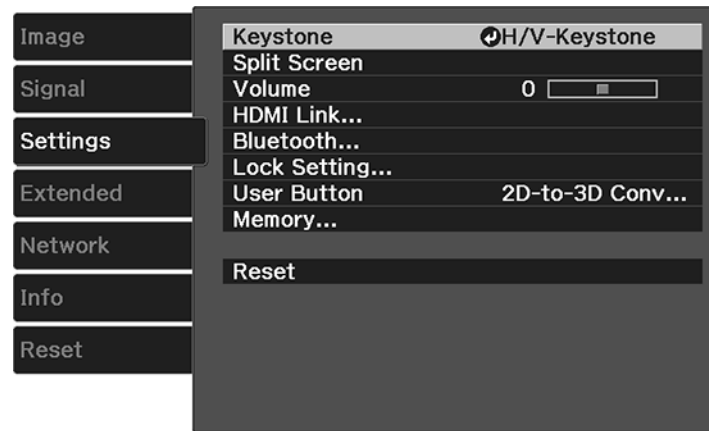 Image
Signal
Settings
Extended
Network
Info
Reset
Keystone H/V-Keystone
Split Screen
Volume 0
HDMI Link...
Bluetooth...
Lock Setting...
User Button 2D-to-3D Conv...
Memory...
Reset